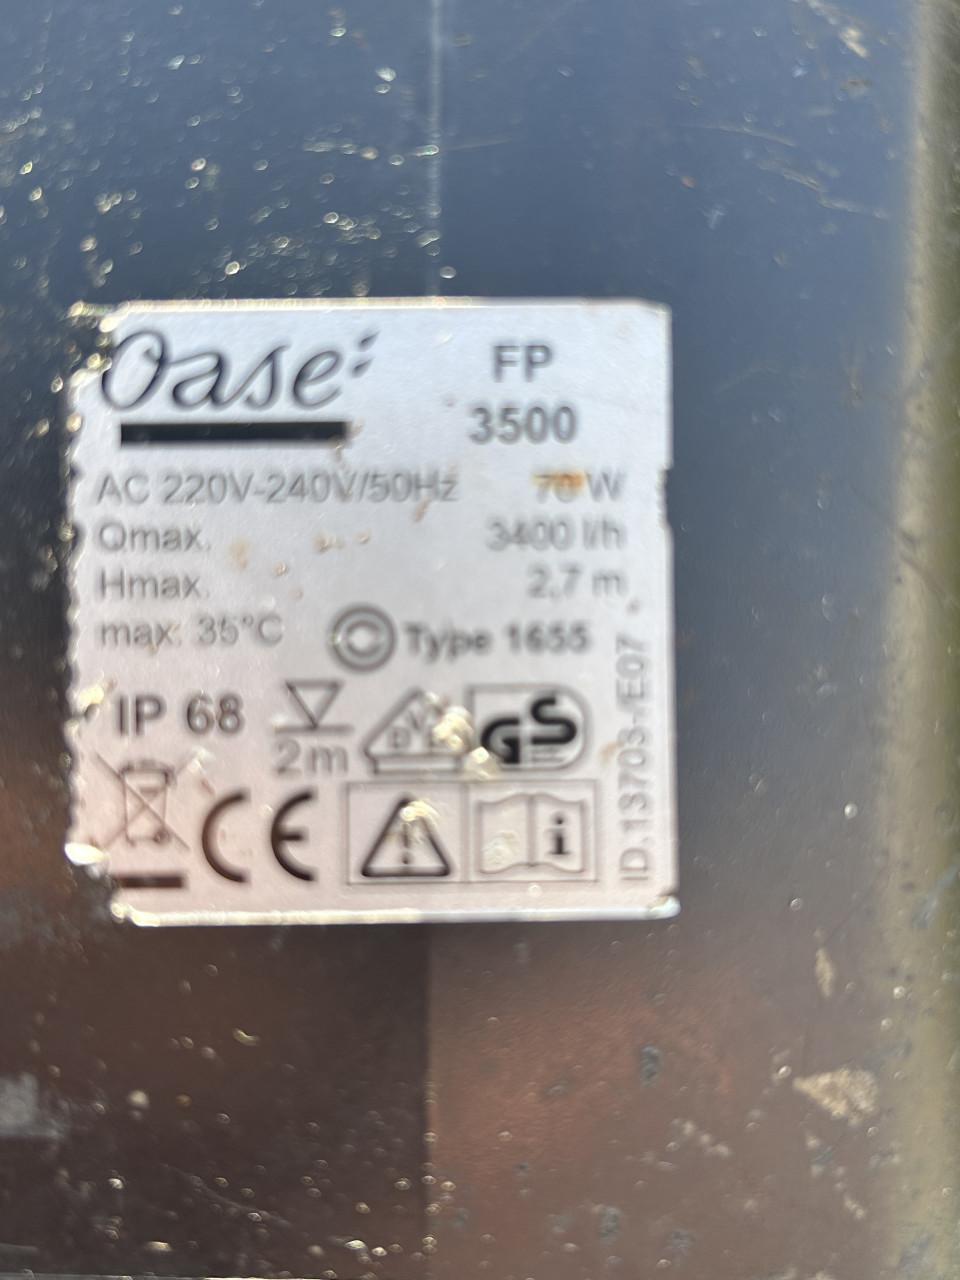 Oase
FP
3500
AC 220V-240V/50Hz 70 W
Qmax. 3400 l/h
Hmax. 2,7 m
max. 35°C
C Type 1655
IP 68
2m
GS
CE
i
ID.13703-/E07